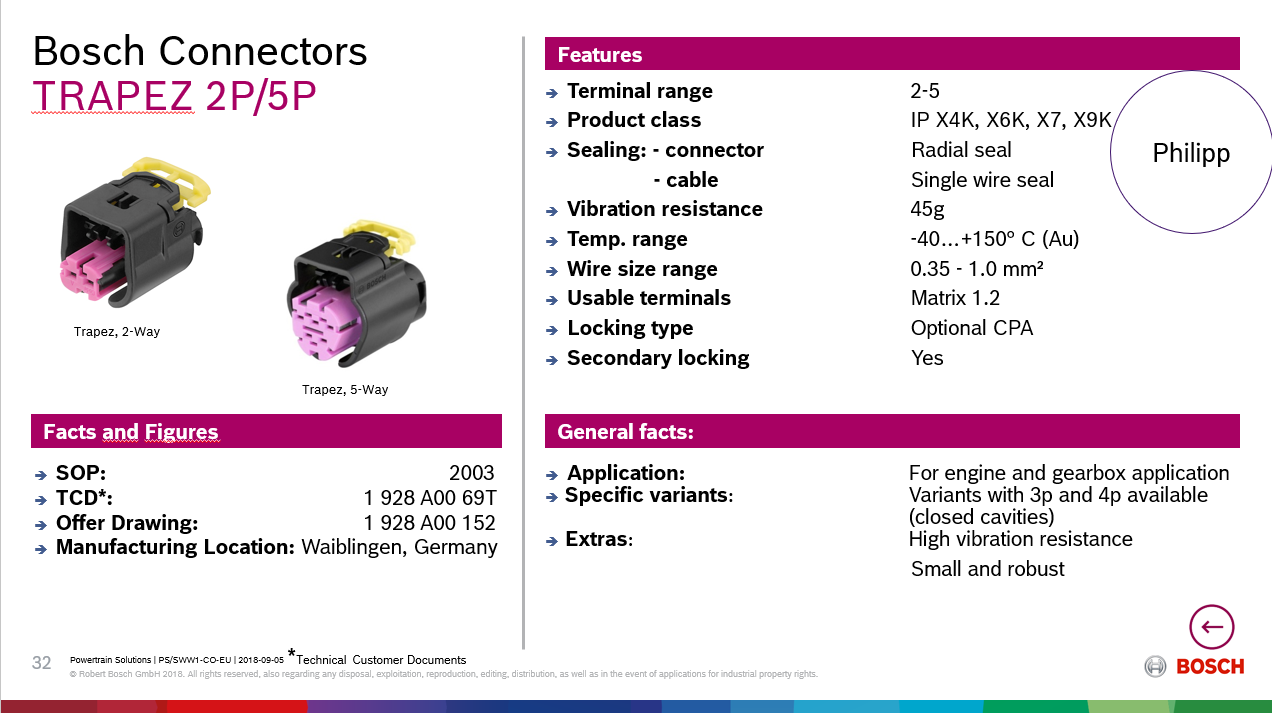 Bosch Connectors
TRAPEZ 2P/5P
Trapez, 2-Way
BOSCH
Trapez, 5-Way
Facts and Figures
SOP: 2003
TCD*: 1 928 A00 69T
Offer Drawing: 1 928 A00 152
Manufacturing Location: Waiblingen, Germany
Features
Terminal range 2-5
Product class IP X4K, X6K, X7, X9K
Sealing: - connector Radial seal
- cable Single wire seal
Vibration resistance 45g
Temp. range -40...+150° C (Au)
Wire size range 0.35 - 1.0 mm²
Usable terminals Matrix 1.2
Locking type Optional CPA
Secondary locking Yes
Philipp
General facts:
Application: For engine and gearbox application
Specific variants: Variants with 3p and 4p available
(closed cavities)
Extras: High vibration resistance
Small and robust
32 Powertrain Solutions | PS/SWW1-CO-EU | 2018-09-05 *Technical Customer Documents
© Robert Bosch GmbH 2018. All rights reserved, also regarding any disposal, exploitation, reproduction, editing, distribution, as well as in the event of applications for industrial property rights.
BOSCH